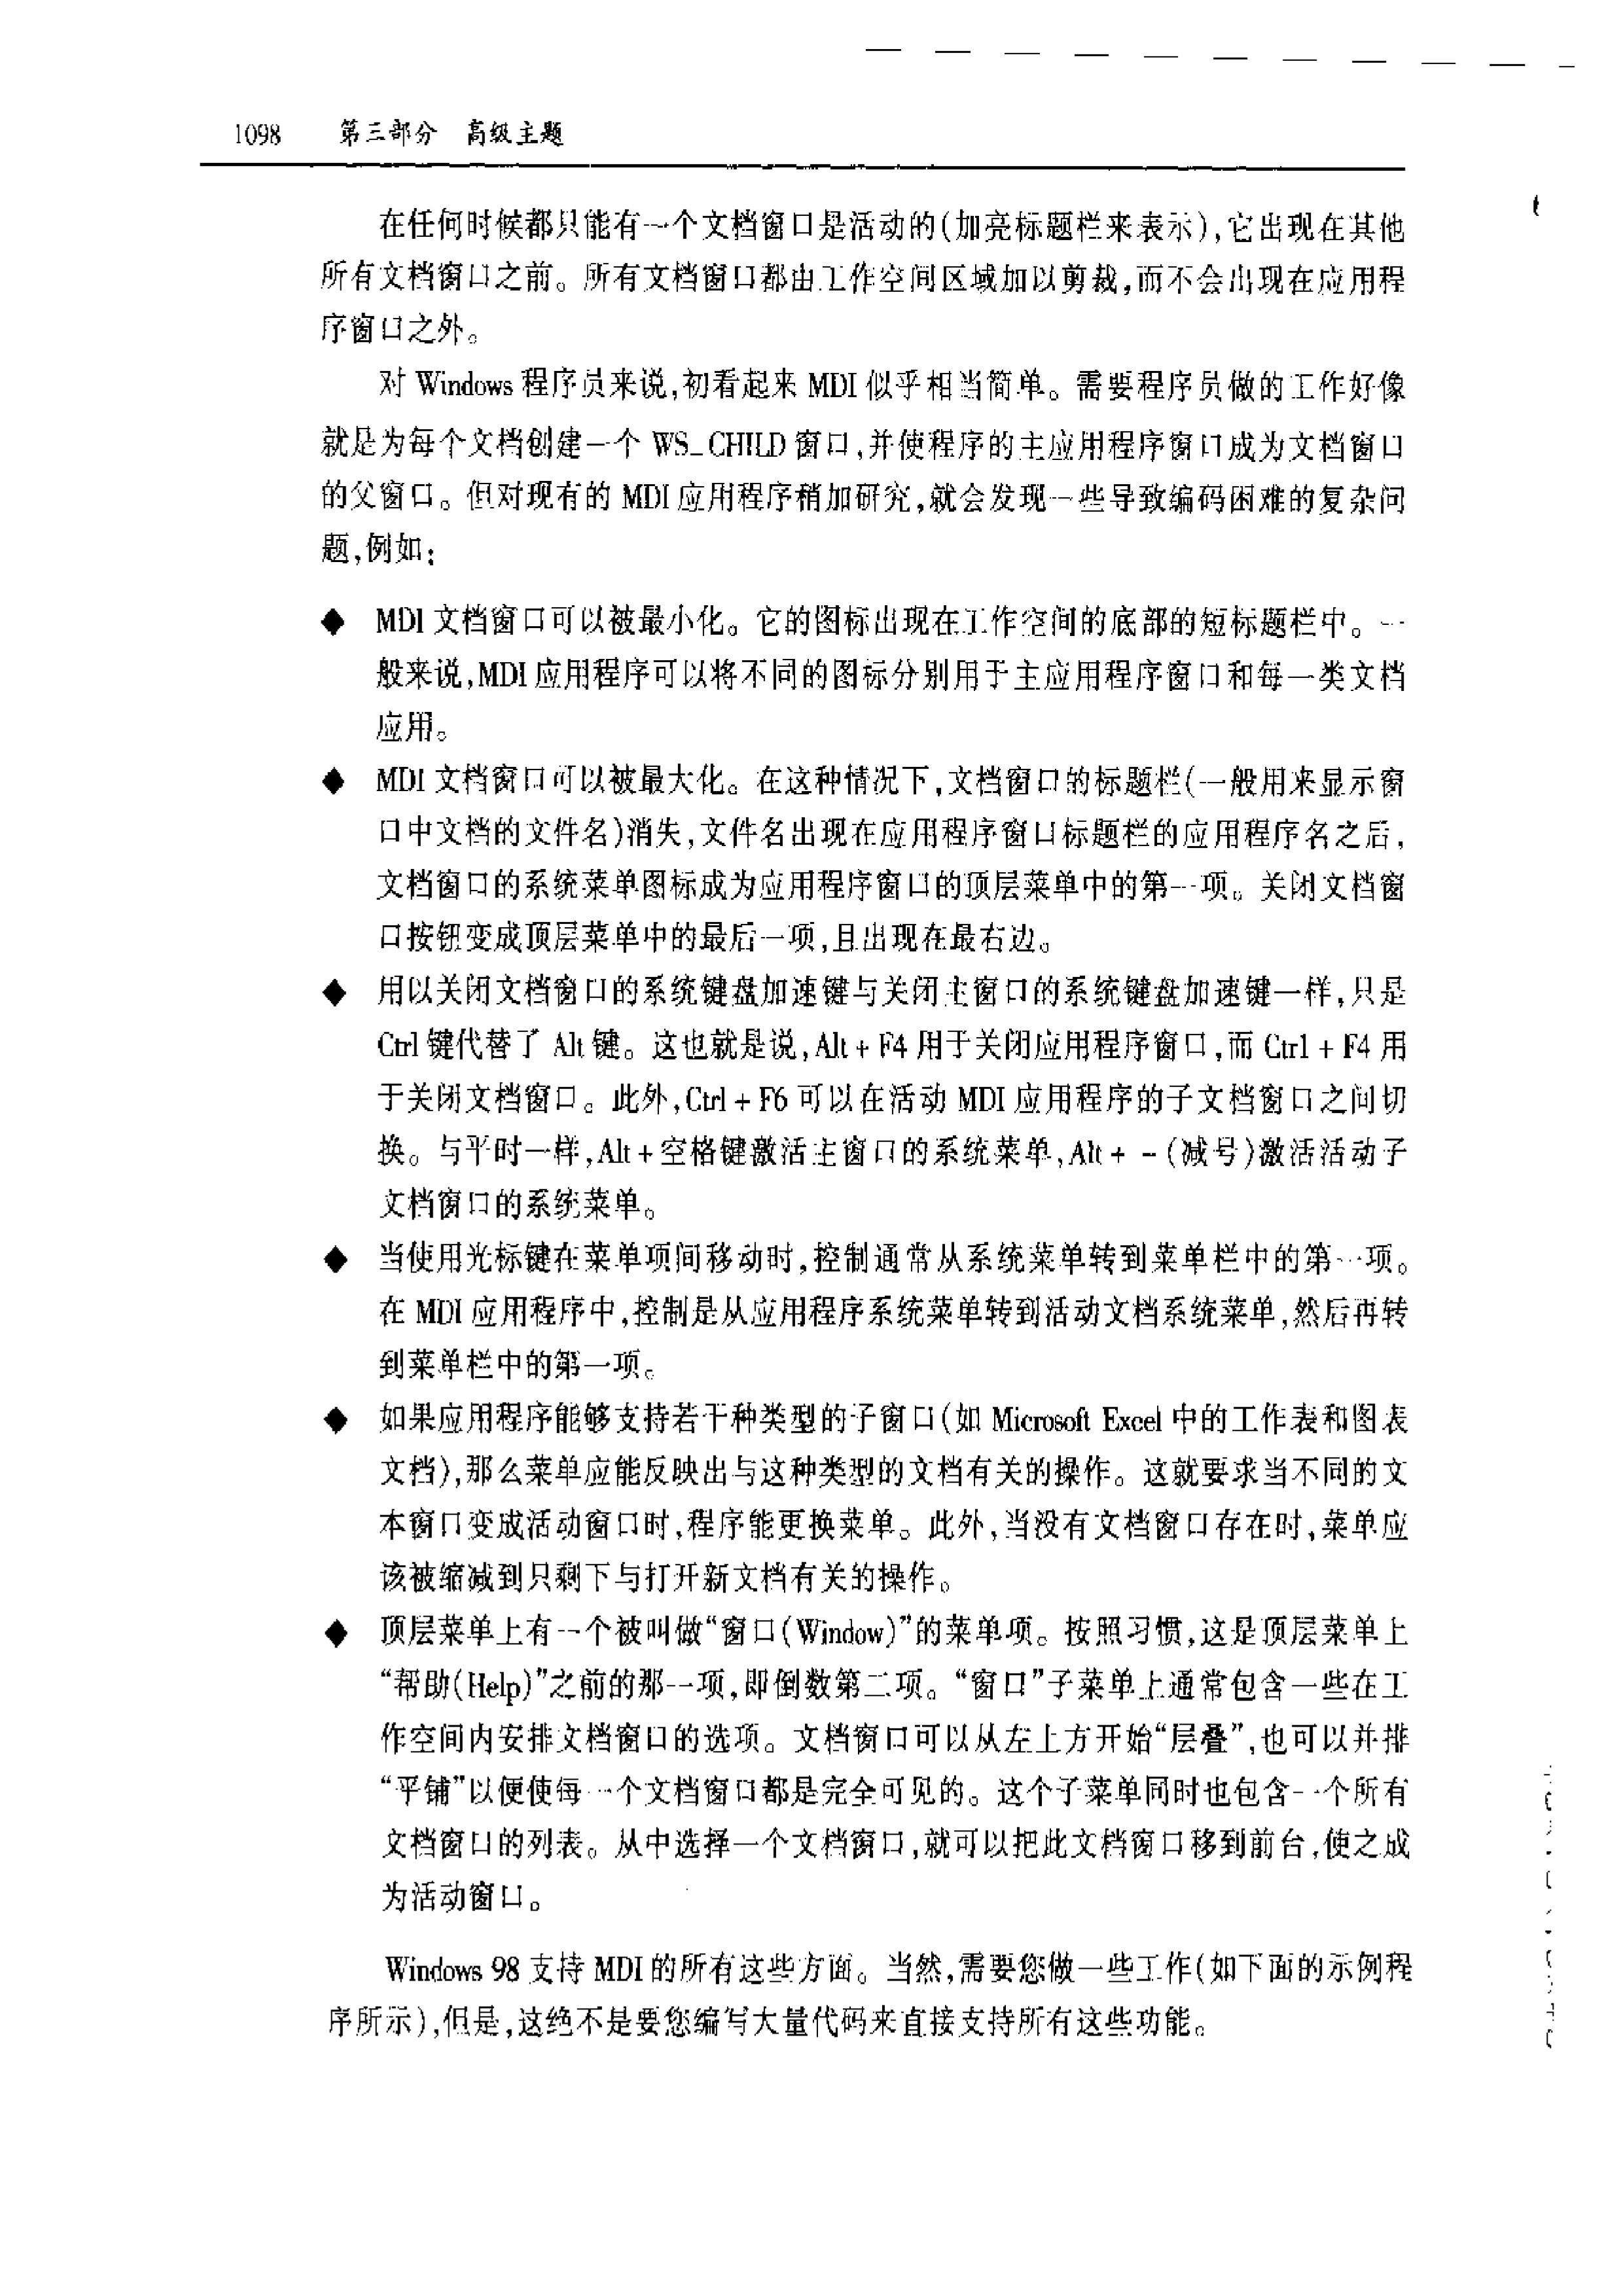 1098 第三部分 高级主题
在任何时候都只能有一个文档窗口是活动的(加亮标题栏来表示),它出现在其他
所有文档窗口之前。所有文档窗口都由工作空间区域加以剪裁,而不会出现在应用程
序窗口之外。
对 Windows 程序员来说,初看起来 MDI 似乎相当简单。需要程序员做的工作好像
就是为每个文档创建一个 WS_CHILD 窗口,并使程序的主应用程序窗口成为文档窗口
的父窗口。但对现有的 MDI 应用程序稍加研究,就会发现一些导致编码困难的复杂问
题,例如:
◆ MDI 文档窗口可以被最小化。它的图标出现在工作空间的底部的短标题栏中。一
般来说,MDI 应用程序可以将不同的图标分别用于主应用程序窗口和每一类文档
应用。
◆ MDI 文档窗口可以被最大化。在这种情况下,文档窗口的标题栏(一般用来显示窗
口中文档的文件名)消失,文件名出现在应用程序窗口标题栏的应用程序名之后,
文档窗口的系统菜单图标成为应用程序窗口的顶层菜单中的第一项。关闭文档窗
口按钮变成顶层菜单中的最后一项,且出现在最右边。
◆ 用以关闭文档窗口的系统键盘加速键与关闭主窗口的系统键盘加速键一样,只是
Ctrl 键代替了 Alt 键。这也就是说,Alt + F4 用于关闭应用程序窗口,而 Ctrl + F4 用
于关闭文档窗口。此外,Ctrl + F6 可以在活动 MDI 应用程序的子文档窗口之间切
换。与平时一样,Alt + 空格键激活主窗口的系统菜单,Alt + -(减号)激活活动子
文档窗口的系统菜单。
◆ 当使用光标键在菜单项间移动时,控制通常从系统菜单转到菜单栏中的第一项。
在 MDI 应用程序中,控制是从应用程序系统菜单转到活动文档系统菜单,然后再转
到菜单栏中的第一项。
◆ 如果应用程序能够支持若干种类型的子窗口(如 Microsoft Excel 中的工作表和图表
文档),那么菜单应能反映出与这种类型的文档有关的操作。这就要求当不同的文
本窗口变成活动窗口时,程序能更换菜单。此外,当没有文档窗口存在时,菜单应
该被缩减到只剩下与打开新文档有关的操作。
◆ 顶层菜单上有一个被叫做“窗口(Window)”的菜单项。按照习惯,这是顶层菜单上
“帮助(Help)”之前的那一项,即倒数第二项。“窗口”子菜单上通常包含一些在工
作空间内安排文档窗口的选项。文档窗口可以从左上方开始“层叠”,也可以并排
“平铺”以便使每一个文档窗口都是完全可见的。这个子菜单同时也包含一个所有
文档窗口的列表。从中选择一个文档窗口,就可以把此文档窗口移到前台,使之成
为活动窗口。
Windows 98 支持 MDI 的所有这些方面。当然,需要您做一些工作(如下面的示例程
序所示),但是,这绝不是要您编写大量代码来直接支持所有这些功能。